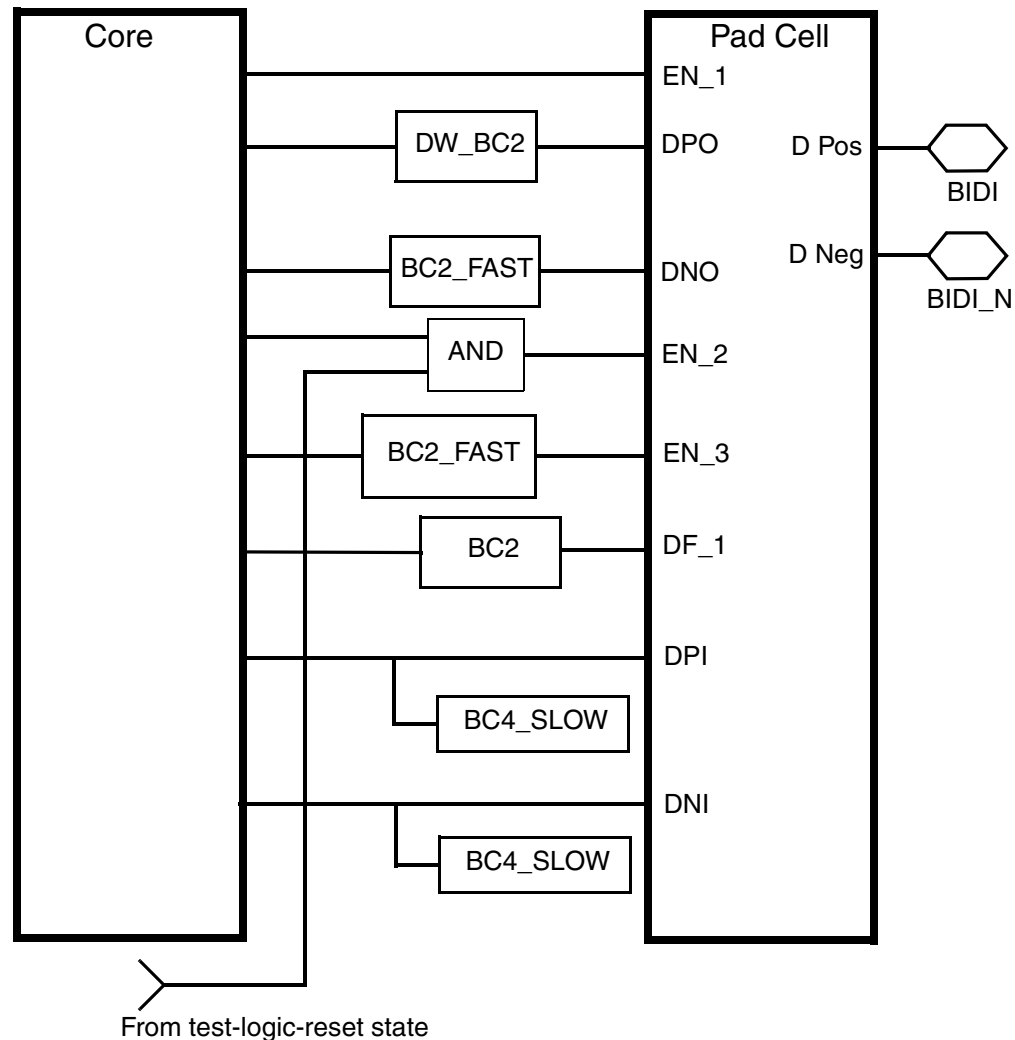 Core
Pad Cell
EN_1
DW_BC2
DPO
D Pos
BIDI
BC2_FAST
DNO
D Neg
BIDI_N
AND
EN_2
BC2_FAST
EN_3
BC2
DF_1
DPI
BC4_SLOW
DNI
BC4_SLOW
From test-logic-reset state